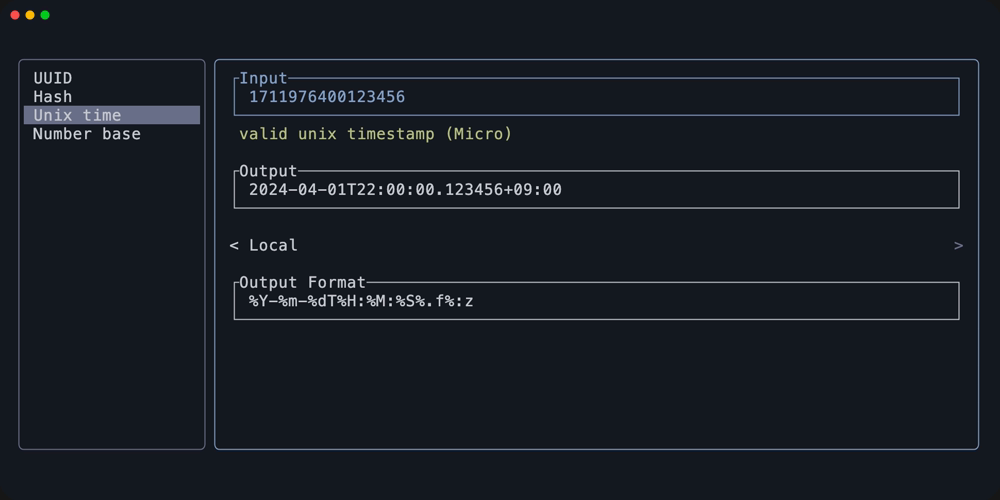 UUID
Hash
Unix time
Number base
Input
1711976400123456
valid unix timestamp (Micro)
Output
2024-04-01T22:00:00.123456+09:00
< Local >
Output Format
%Y-%m-%dT%H:%M:%S%.f%:z